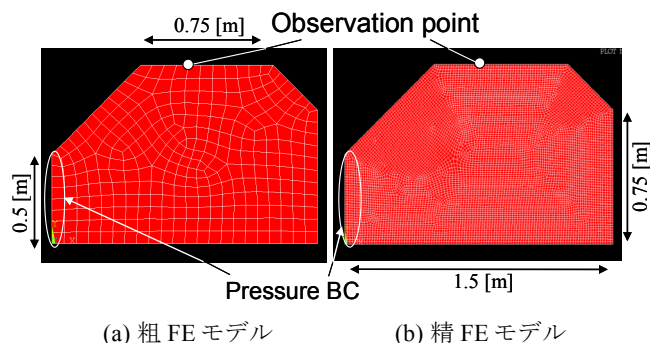 0.75 [m]
Observation point
PLOT
0.5 [m]
0.75 [m]
Y
X
Pressure BC
1.5 [m]
(a) 粗 FE モデル
(b) 精 FE モデル